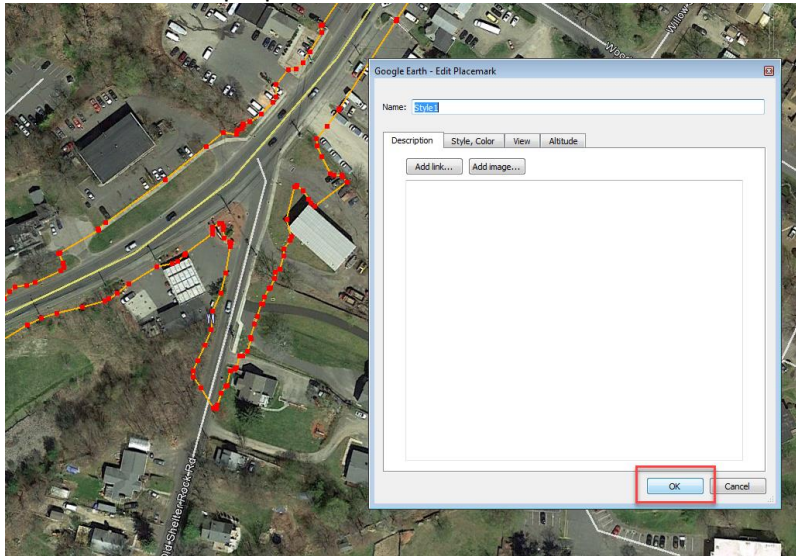 Google Earth - Edit Placemark
Name: Style1
Description Style, Color View Altitude
Add link... Add image...
OK Cancel
Willow
Shelter Rock Rd